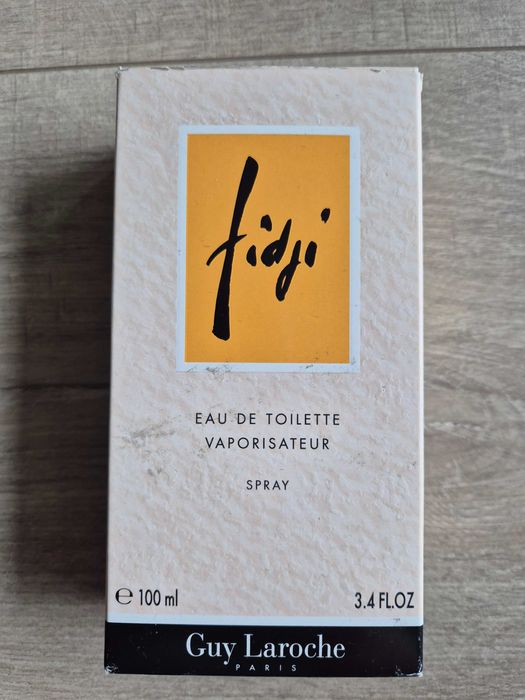 fidji
EAU DE TOILETTE
VAPORISATEUR
SPRAY
℮ 100 ml 3.4 FL.OZ
Guy Laroche
PARIS